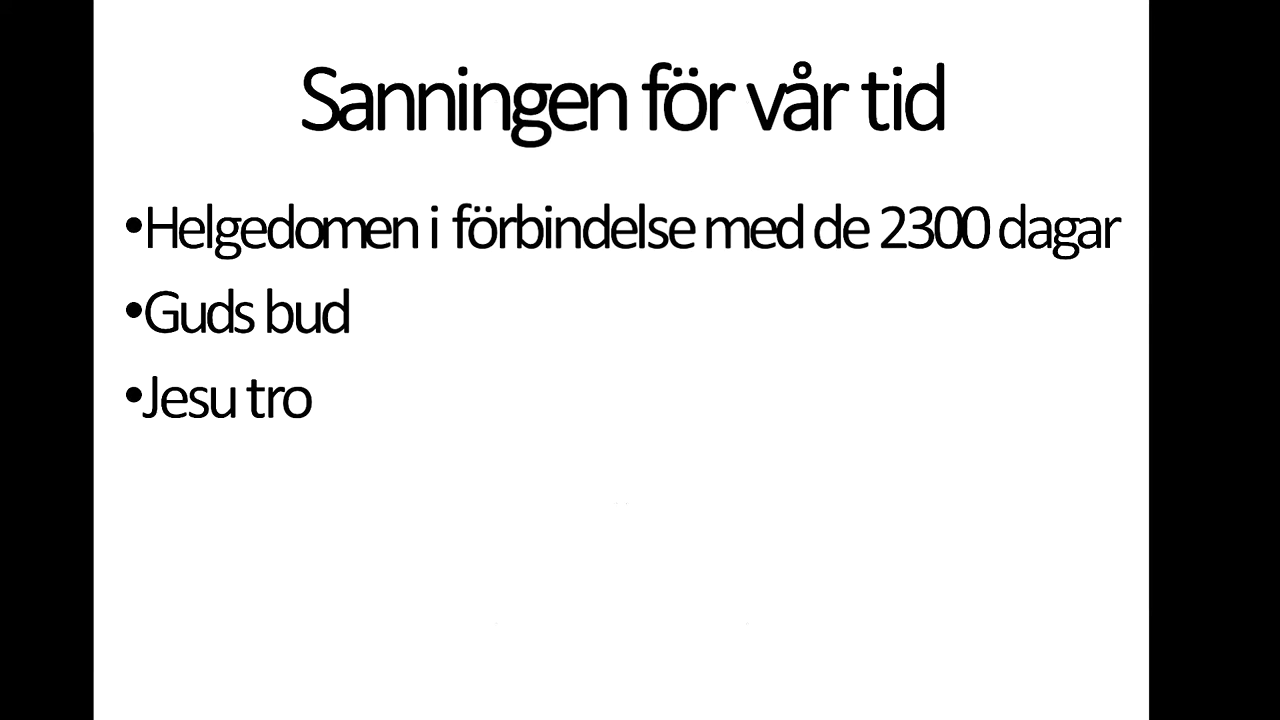 Sanningen för vår tid
•Helgedomen i förbindelse med de 2300 dagar
•Guds bud
•Jesu tro